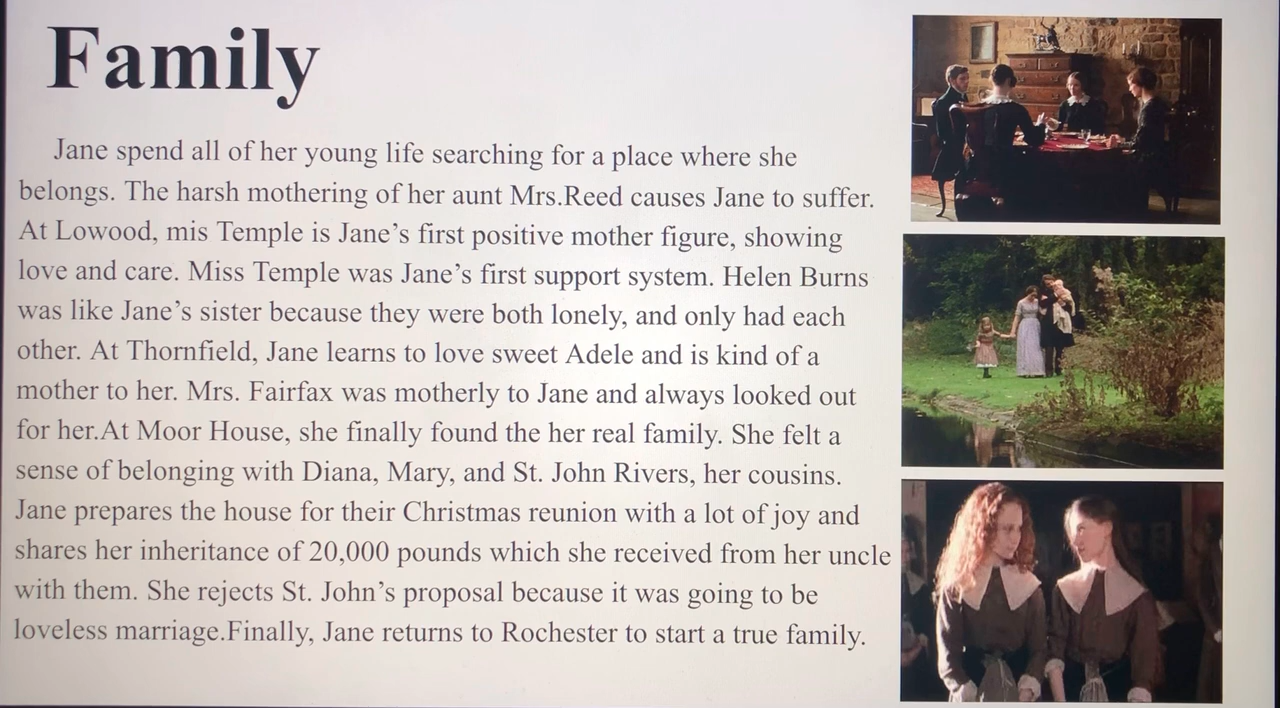 Family
Jane spend all of her young life searching for a place where she
belongs. The harsh mothering of her aunt Mrs.Reed causes Jane to suffer.
At Lowood, mis Temple is Jane’s first positive mother figure, showing
love and care. Miss Temple was Jane’s first support system. Helen Burns
was like Jane’s sister because they were both lonely, and only had each
other. At Thornfield, Jane learns to love sweet Adele and is kind of a
mother to her. Mrs. Fairfax was motherly to Jane and always looked out
for her.At Moor House, she finally found the her real family. She felt a
sense of belonging with Diana, Mary, and St. John Rivers, her cousins.
Jane prepares the house for their Christmas reunion with a lot of joy and
shares her inheritance of 20,000 pounds which she received from her uncle
with them. She rejects St. John’s proposal because it was going to be
loveless marriage.Finally, Jane returns to Rochester to start a true family.